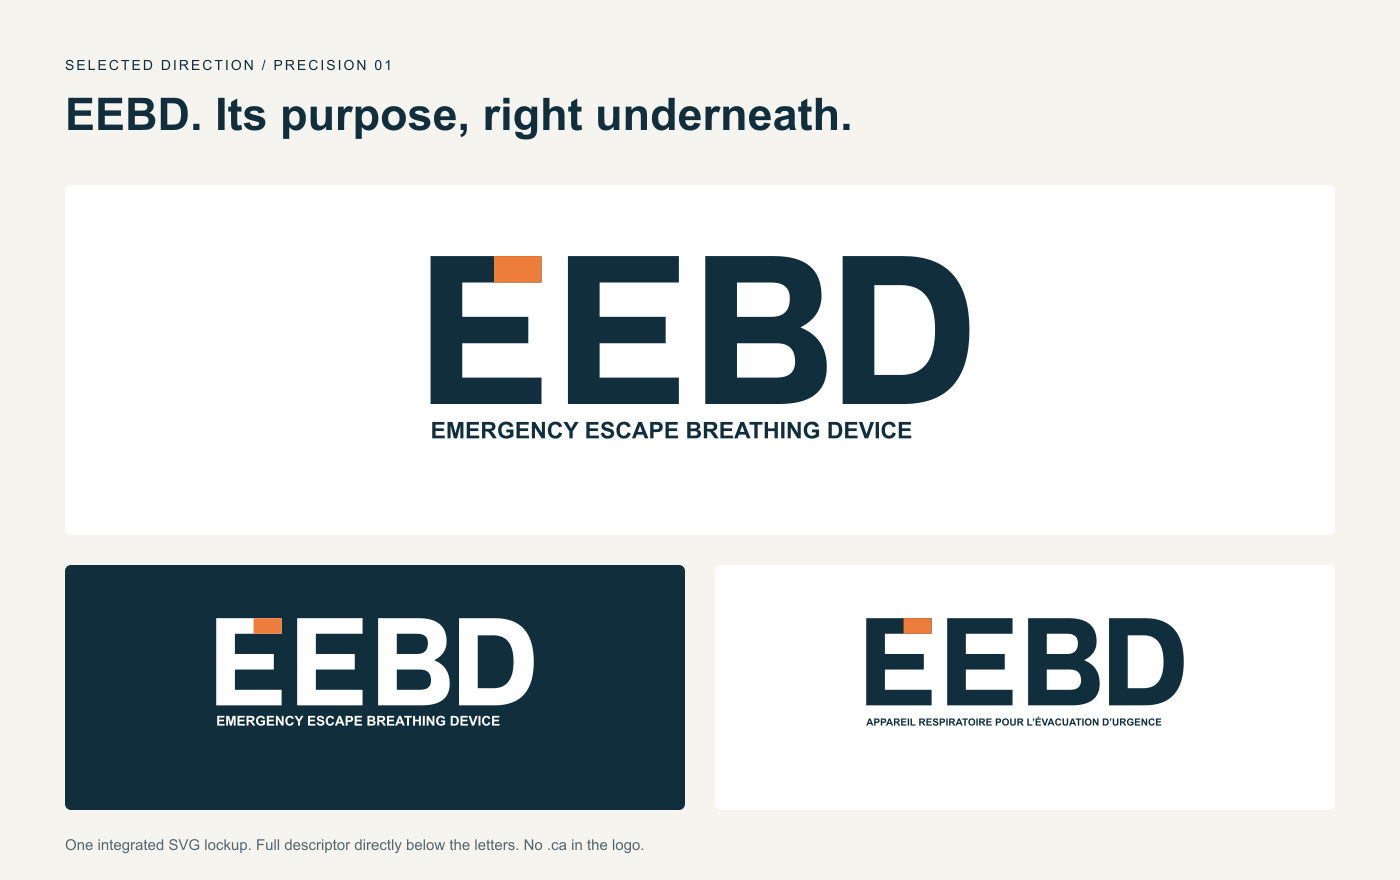 SELECTED DIRECTION / PRECISION 01
EEBD. Its purpose, right underneath.
EEBD
EMERGENCY ESCAPE BREATHING DEVICE
EEBD
EMERGENCY ESCAPE BREATHING DEVICE
EEBD
APPAREIL RESPIRATOIRE POUR L'ÉVACUATION D'URGENCE
One integrated SVG lockup. Full descriptor directly below the letters. No .ca in the logo.